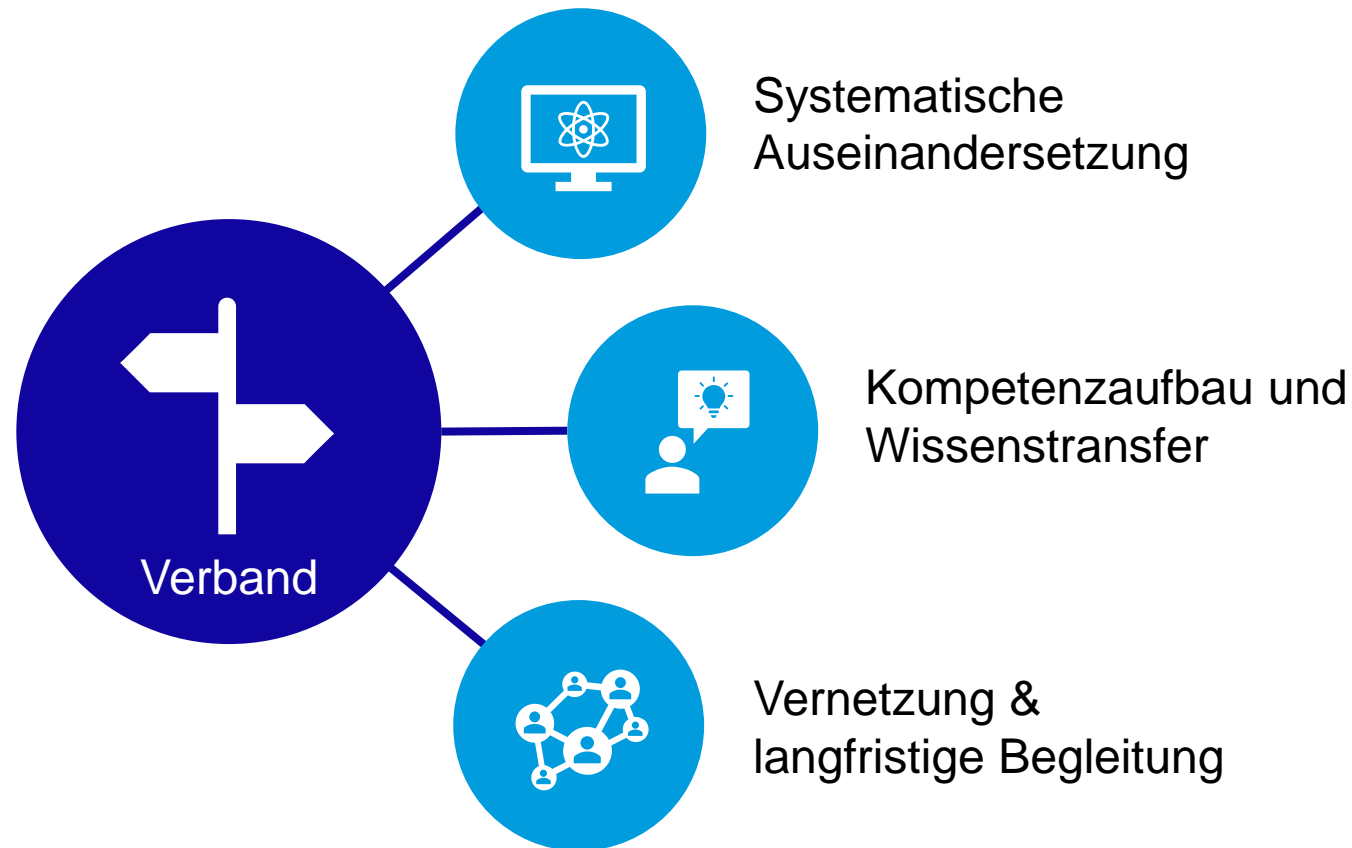 Systematische
Auseinandersetzung
Kompetenzaufbau und
Wissenstransfer
Verband
Vernetzung &
langfristige Begleitung